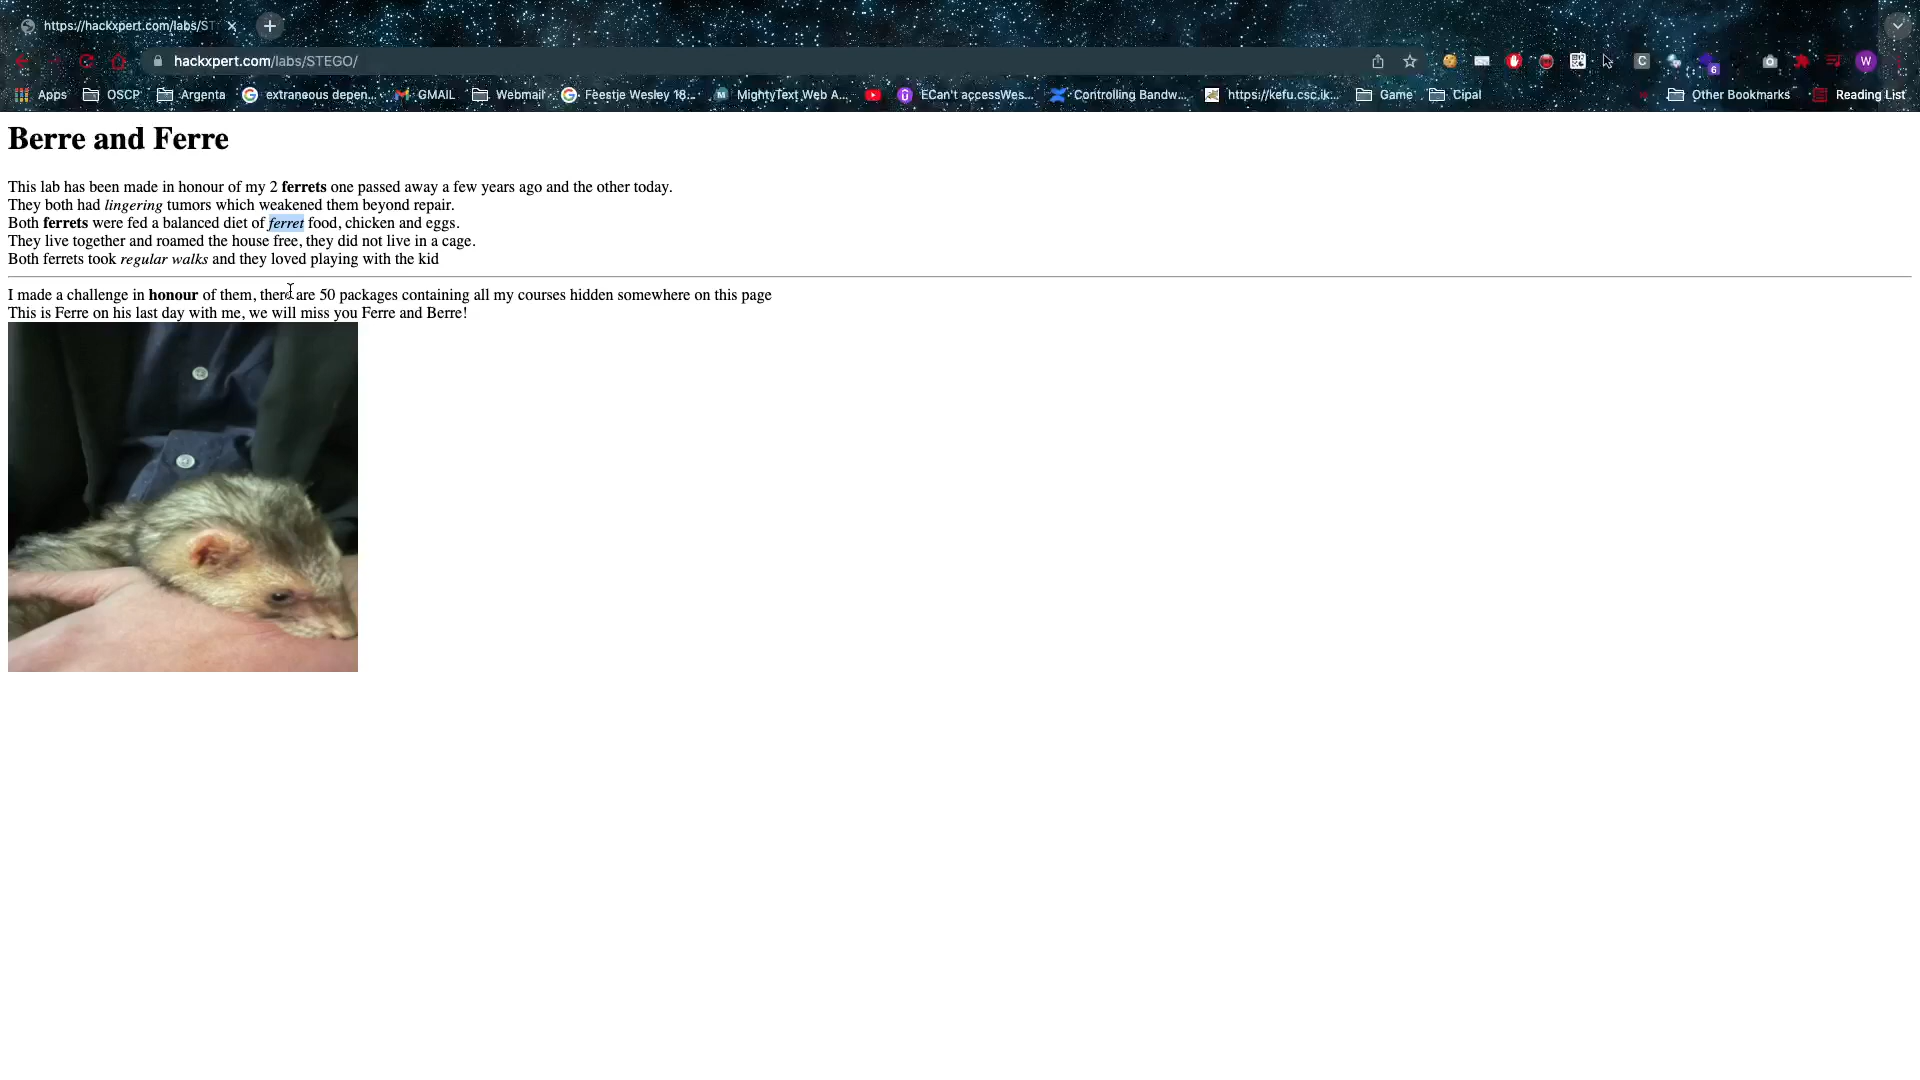 https://hackxpert.com/labs/ST
hackxpert.com/labs/STEGO/
Apps OSCP Argenta extraneous depen... GMAIL Webmail Feestje Wesley 18... MightyText Web A... ECan't açcessWes... Controlling Bandw... https://kefu.csc.jk... Game Cipal Other Bookmarks Reading List
Berre and Ferre
This lab has been made in honour of my 2 ferrets one passed away a few years ago and the other today.
They both had lingering tumors which weakened them beyond repair.
Both ferrets were fed a balanced diet of ferret food, chicken and eggs.
They live together and roamed the house free, they did not live in a cage.
Both ferrets took regular walks and they loved playing with the kid
I made a challenge in honour of them, there are 50 packages containing all my courses hidden somewhere on this page
This is Ferre on his last day with me, we will miss you Ferre and Berre!